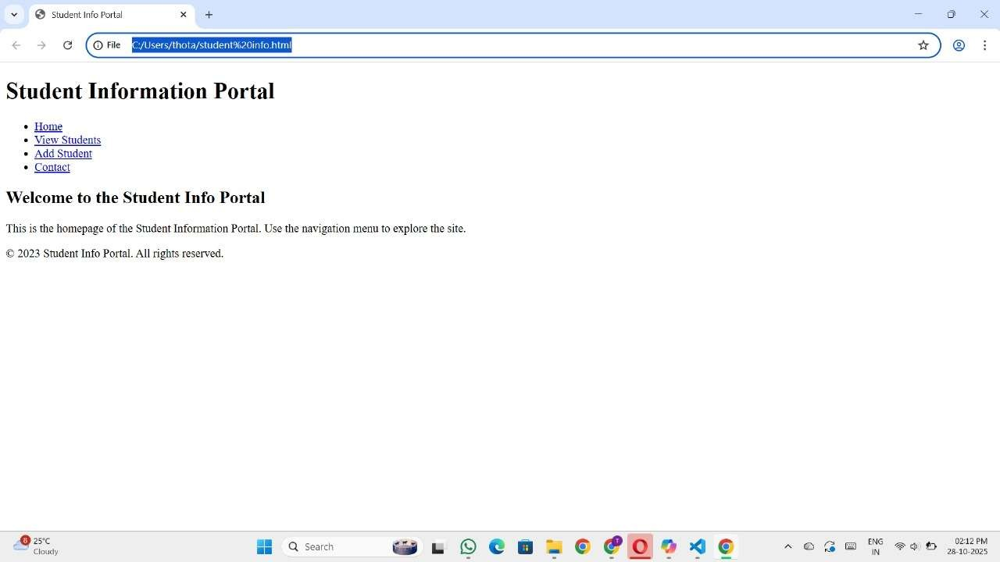 Student Info Portal
File
C:/Users/thota/student%20info.html
Student Information Portal
Home
View Students
Add Student
Contact
Welcome to the Student Info Portal
This is the homepage of the Student Information Portal. Use the navigation menu to explore the site.
© 2023 Student Info Portal. All rights reserved.
8
25°C
Cloudy
Search
T
ENG
IN
02:12 PM
28-10-2025